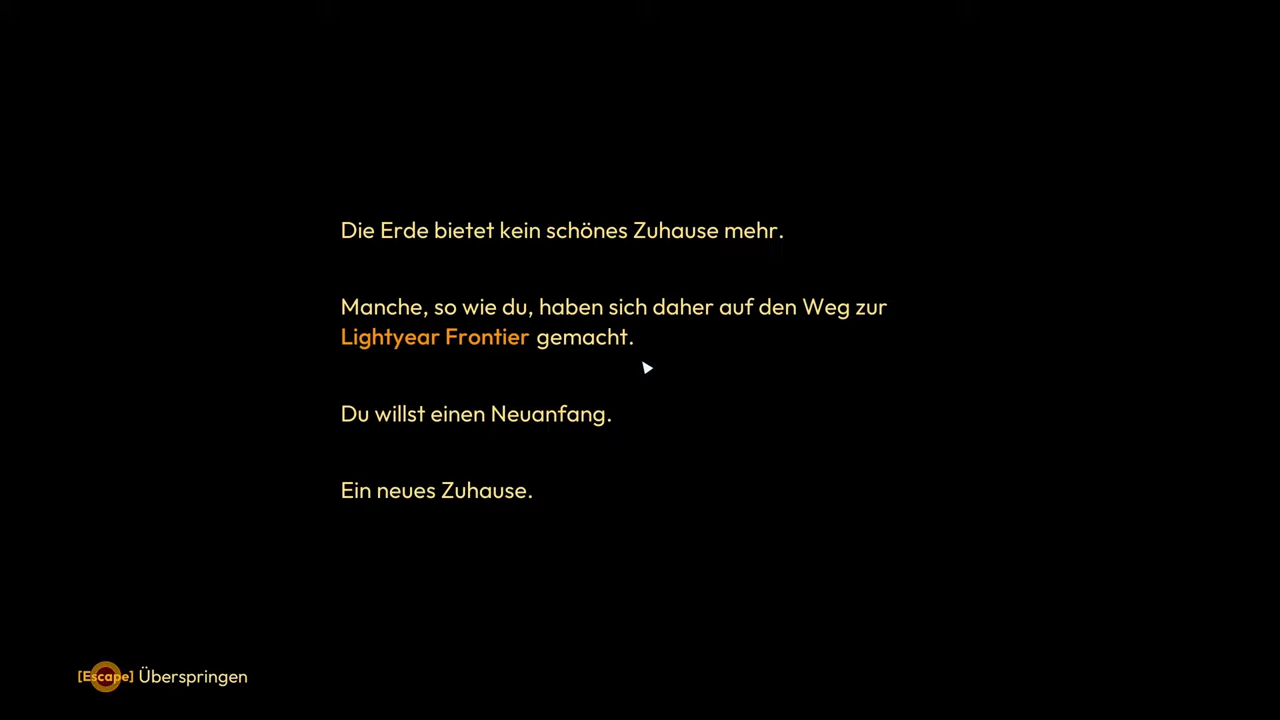 Die Erde bietet kein schönes Zuhause mehr.
Manche, so wie du, haben sich daher auf den Weg zur
Lightyear Frontier gemacht.
Du willst einen Neuanfang.
Ein neues Zuhause.
[Escape] Überspringen